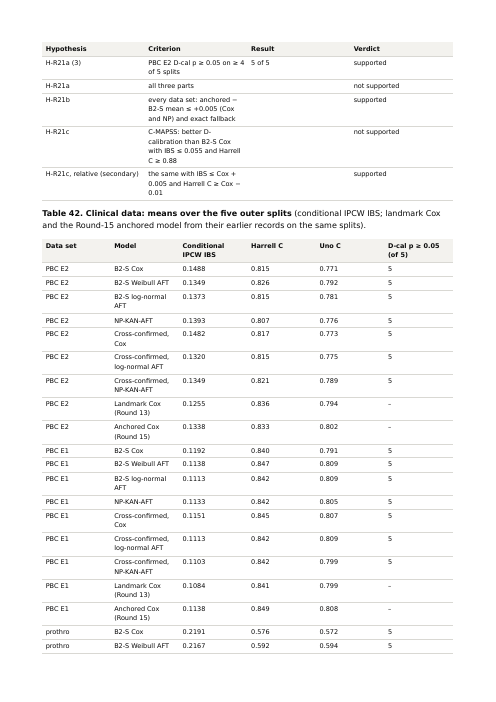 Hypothesis Criterion Result Verdict
H-R21a (3) PBC E2 D-cal p ≥ 0.05 on ≥ 4 5 of 5 supported
of 5 splits
H-R21a all three parts not supported
H-R21b every data set: anchored − supported
B2-S mean ≤ +0.005 (Cox
and NP) and exact fallback
H-R21c C-MAPSS: better D- not supported
calibration than B2-S Cox
with IBS ≤ 0.055 and Harrell
C ≥ 0.88
H-R21c, relative (secondary) the same with IBS ≤ Cox + supported
0.005 and Harrell C ≥ Cox −
0.01
Table 42. Clinical data: means over the five outer splits (conditional IPCW IBS; landmark Cox
and the Round-15 anchored model from their earlier records on the same splits).
Data set Model Conditional Harrell C Uno C D-cal p ≥ 0.05
IPCW IBS (of 5)
PBC E2 B2-S Cox 0.1488 0.815 0.771 5
PBC E2 B2-S Weibull AFT 0.1349 0.826 0.792 5
PBC E2 B2-S log-normal 0.1373 0.815 0.781 5
AFT
PBC E2 NP-KAN-AFT 0.1393 0.807 0.776 5
PBC E2 Cross-confirmed, 0.1482 0.817 0.773 5
Cox
PBC E2 Cross-confirmed, 0.1320 0.815 0.775 5
log-normal AFT
PBC E2 Cross-confirmed, 0.1349 0.821 0.789 5
NP-KAN-AFT
PBC E2 Landmark Cox 0.1255 0.836 0.794 –
(Round 13)
PBC E2 Anchored Cox 0.1338 0.833 0.802 –
(Round 15)
PBC E1 B2-S Cox 0.1192 0.840 0.791 5
PBC E1 B2-S Weibull AFT 0.1138 0.847 0.809 5
PBC E1 B2-S log-normal 0.1113 0.842 0.809 5
AFT
PBC E1 NP-KAN-AFT 0.1133 0.842 0.805 5
PBC E1 Cross-confirmed, 0.1151 0.845 0.807 5
Cox
PBC E1 Cross-confirmed, 0.1113 0.842 0.809 5
log-normal AFT
PBC E1 Cross-confirmed, 0.1103 0.842 0.799 5
NP-KAN-AFT
PBC E1 Landmark Cox 0.1084 0.841 0.799 –
(Round 13)
PBC E1 Anchored Cox 0.1138 0.849 0.808 –
(Round 15)
prothro B2-S Cox 0.2191 0.576 0.572 5
prothro B2-S Weibull AFT 0.2167 0.592 0.594 5